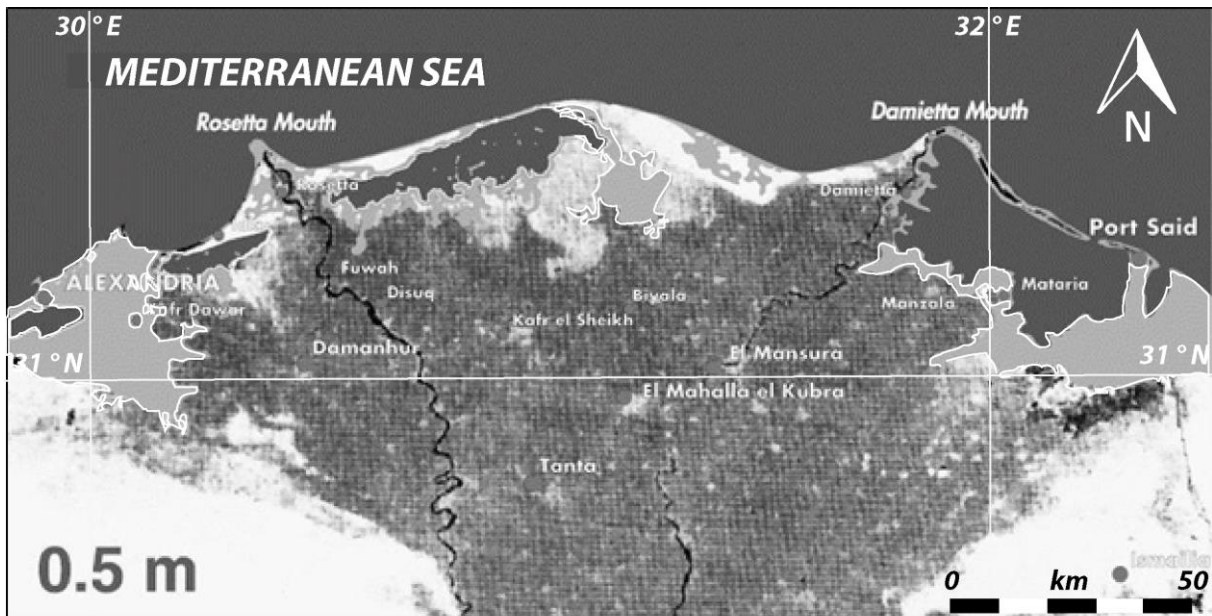 30°E
32°E
MEDITERRANEAN SEA
Rosetta Mouth
Damietta Mouth
N
Rosetta
Damietta
Port Said
ALEXANDRIA
Fuwah
Disuq
Biyala
Manzala
Mataria
Kafr Dawar
Kafr el Sheikh
Damanhur
El Mansura
31°N
31°N
El Mahalla el Kubra
Tanta
0.5 m
Ismailia
0 km 50